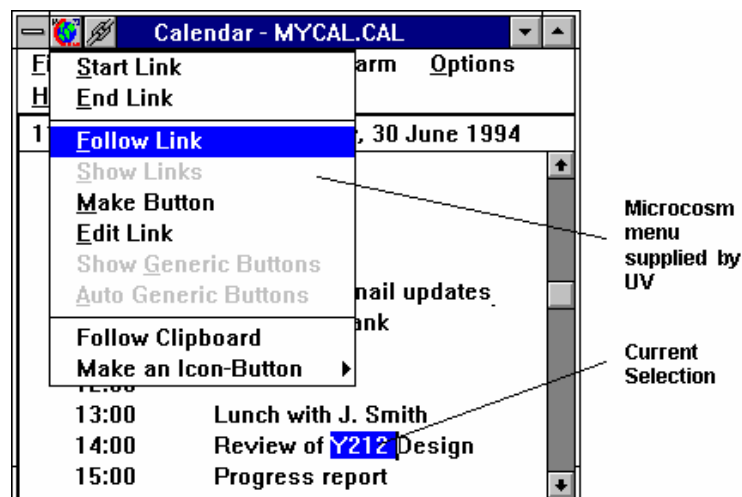 Calendar - MYCAL.CAL
arm Options
Start Link
End Link
, 30 June 1994
Follow Link
Show Links
Make Button
Edit Link
Show Generic Buttons
Auto Generic Buttons
nail updates
ank
Follow Clipboard
Make an Icon-Button
13:00 Lunch with J. Smith
14:00 Review of Y212 Design
15:00 Progress report
Microcosm
menu
supplied by
UV
Current
Selection